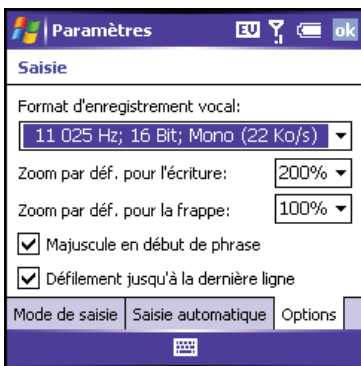 Paramètres EU ok
Saisie
Format d'enregistrement vocal:
11 025 Hz; 16 Bit; Mono (22 Ko/s)
Zoom par déf. pour l'écriture: 200%
Zoom par déf. pour la frappe: 100%
Majuscule en début de phrase
Défilement jusqu'à la dernière ligne
Mode de saisie Saisie automatique Options